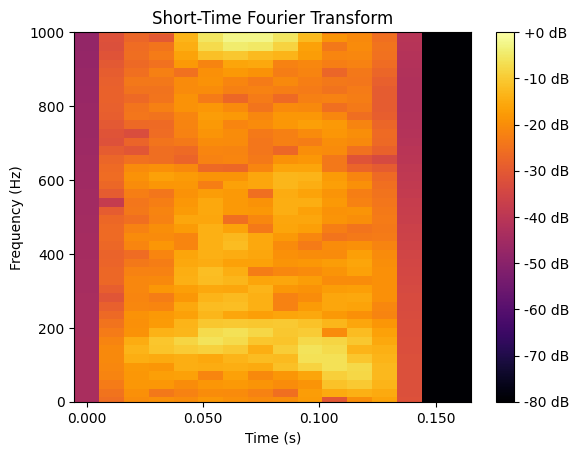 Short-Time Fourier Transform
Frequency (Hz)
1000
800
600
400
200
0
0.000
0.050
0.100
0.150
Time (s)
+0 dB
-10 dB
-20 dB
-30 dB
-40 dB
-50 dB
-60 dB
-70 dB
-80 dB